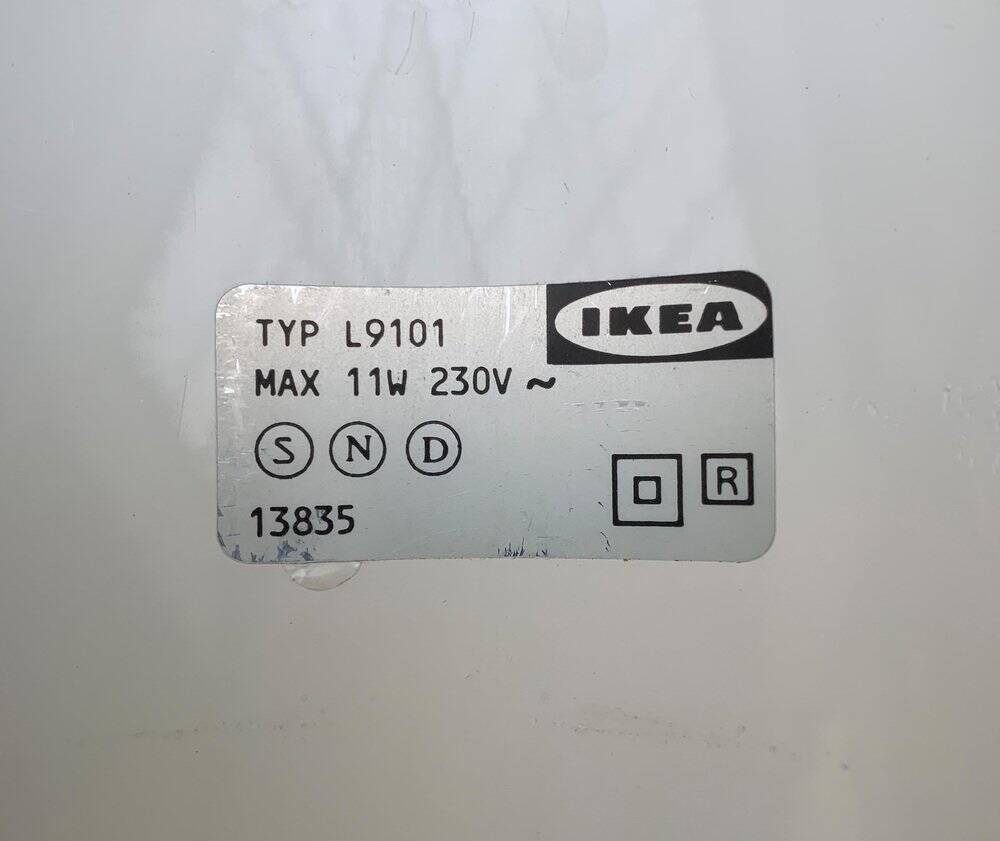 IKEA
TYP L9101
MAX 11W 230V ~
S N D
R
13835